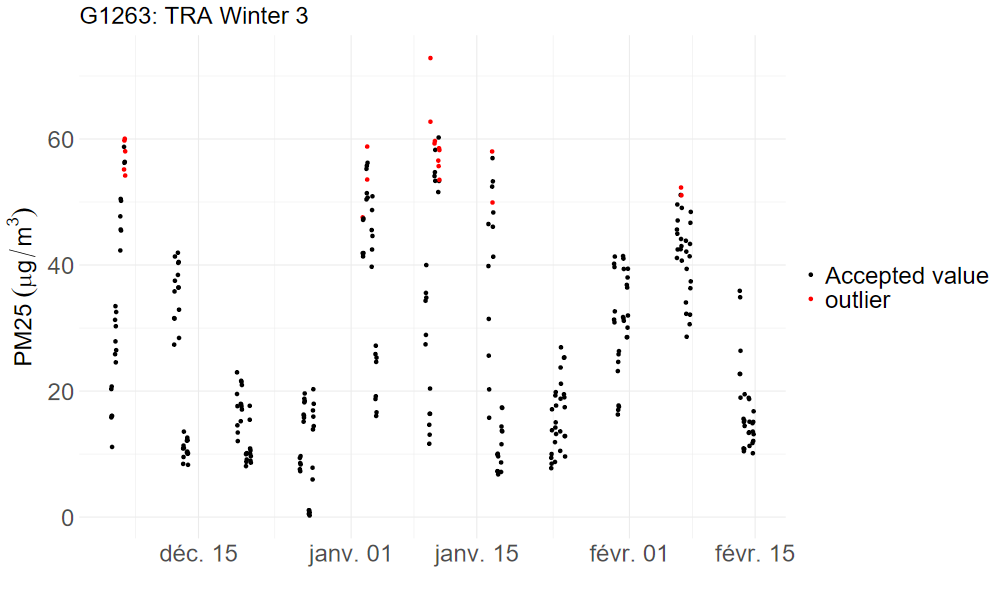 G1263: TRA Winter 3
PM25 (μg/m³)
60
40
20
0
déc. 15
janv. 01
janv. 15
févr. 01
févr. 15
Accepted value
outlier